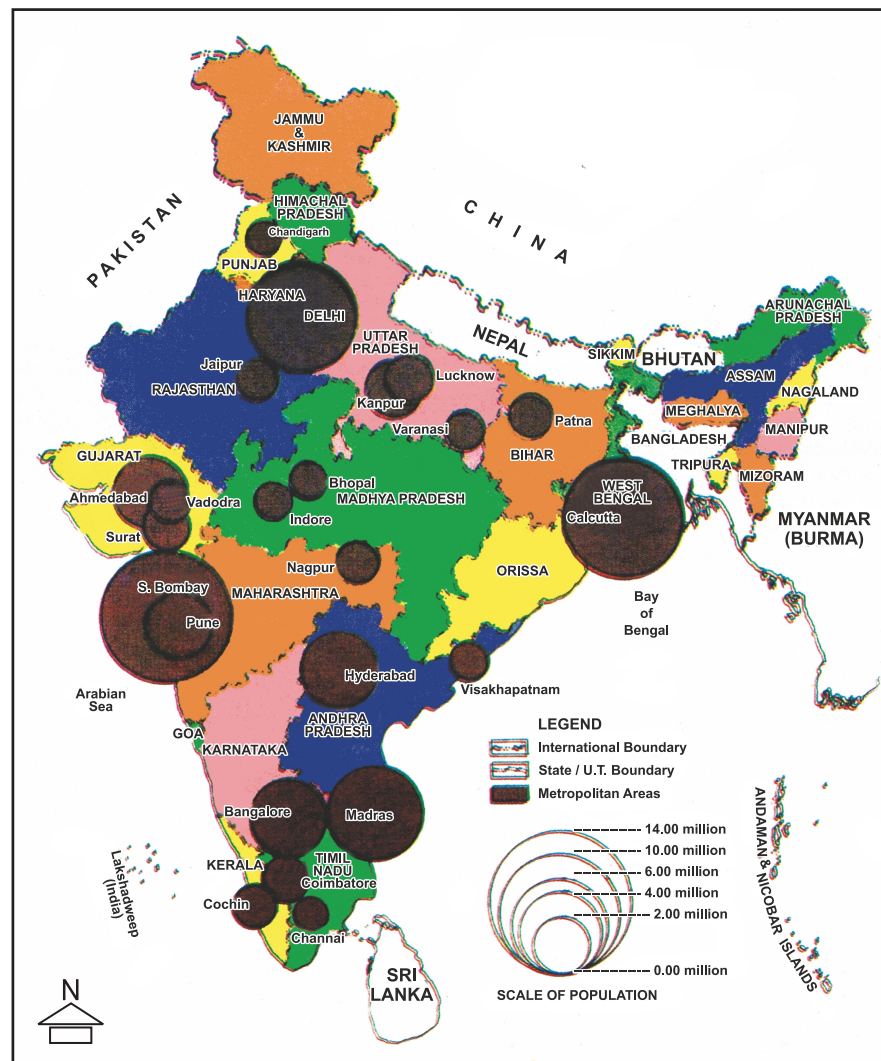 JAMMU
&
KASHMIR
HIMACHAL
PRADESH
Chandigarh
PUNJAB
PAKISTAN
CHINA
HARYANA
DELHI
UTTAR
PRADESH
NEPAL
SIKKIM
BHUTAN
ARUNACHAL
PRADESH
ASSAM
NAGALAND
MEGHALYA
MANIPUR
BANGLADESH
TRIPURA
MIZORAM
MYANMAR
(BURMA)
Jaipur
RAJASTHAN
Lucknow
Kanpur
Varanasi
Patna
BIHAR
GUJARAT
Ahmedabad
Vadodra
Surat
Bhopal
MADHYA PRADESH
Indore
WEST
BENGAL
Calcutta
Nagpur
MAHARASHTRA
ORISSA
S. Bombay
Pune
Bay
of
Bengal
Arabian
Sea
Hyderabad
Visakhapatnam
ANDHRA
PRADESH
GOA
KARNATAKA
Bangalore
Madras
KERALA
TIMIL
NADU
Coimbatore
Cochin
Channai
Lakshadweep
(India)
SRI
LANKA
ANDAMAN & NICOBAR ISLANDS
LEGEND
International Boundary
State / U.T. Boundary
Metropolitan Areas
14.00 million
10.00 million
6.00 million
4.00 million
2.00 million
0.00 million
SCALE OF POPULATION
N